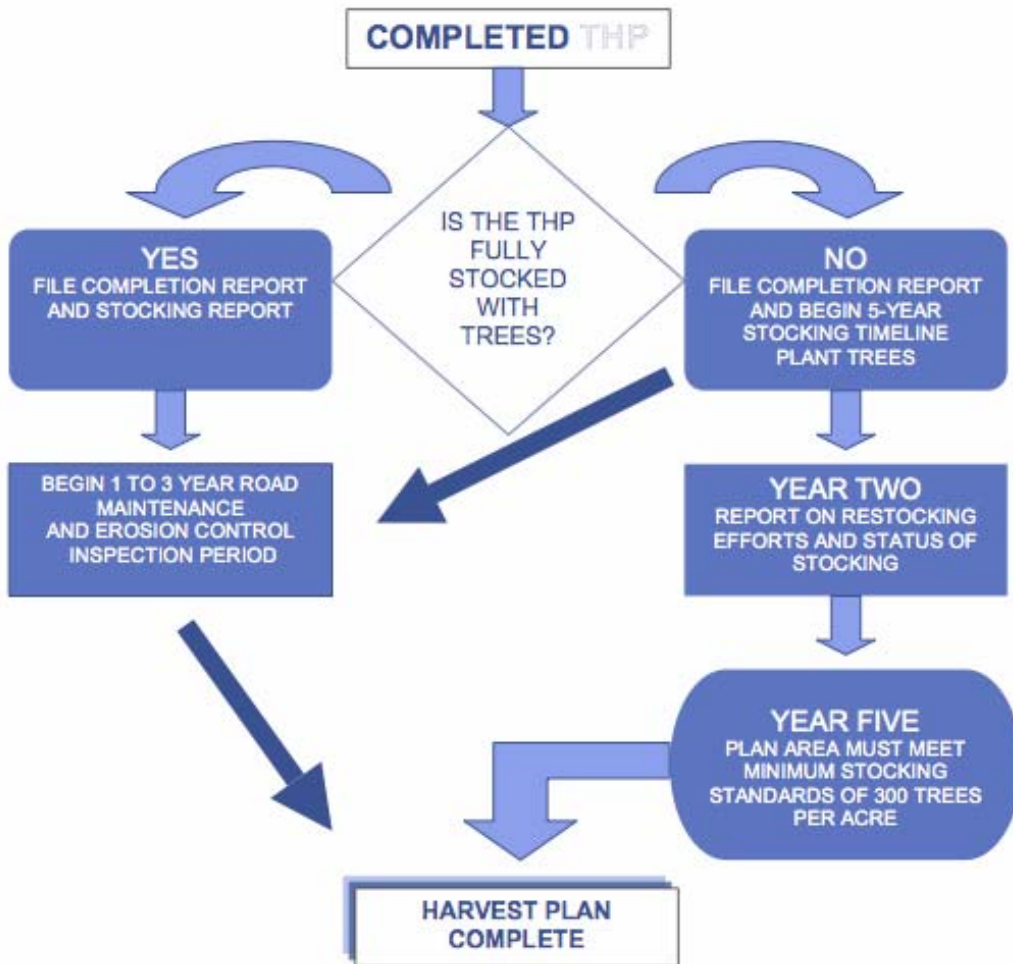 COMPLETED THP
IS THE THP
FULLY
STOCKED
WITH
TREES?
YES
FILE COMPLETION REPORT
AND STOCKING REPORT
NO
FILE COMPLETION REPORT
AND BEGIN 5-YEAR
STOCKING TIMELINE
PLANT TREES
BEGIN 1 TO 3 YEAR ROAD
MAINTENANCE
AND EROSION CONTROL
INSPECTION PERIOD
YEAR TWO
REPORT ON RESTOCKING
EFFORTS AND STATUS OF
STOCKING
YEAR FIVE
PLAN AREA MUST MEET
MINIMUM STOCKING
STANDARDS OF 300 TREES
PER ACRE
HARVEST PLAN
COMPLETE